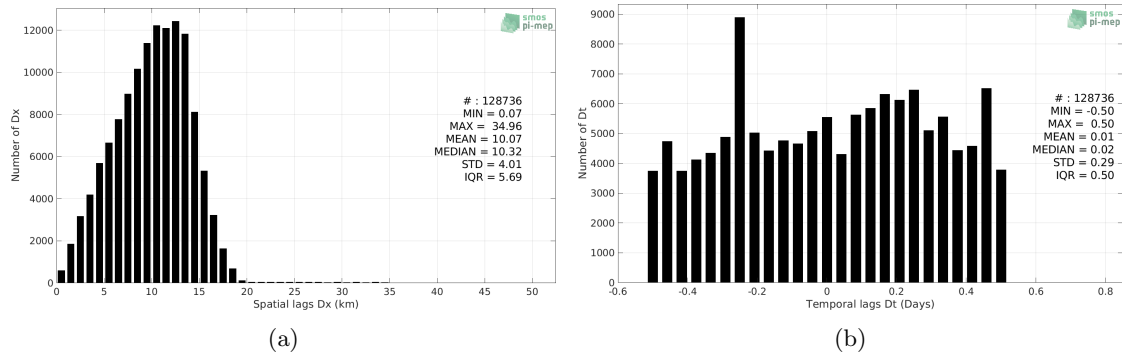 smos
pi-mep
12000
10000
8000
6000
4000
2000
0
Number of Dx
# : 128736
MIN = 0.07
MAX = 34.96
MEAN = 10.07
MEDIAN = 10.32
STD = 4.01
IQR = 5.69
0 5 10 15 20 25 30 35 40 45 50
Spatial lags Dx (km)
(a)
smos
pi-mep
9000
8000
7000
6000
5000
4000
3000
2000
1000
0
Number of Dt
# : 128736
MIN = -0.50
MAX = 0.50
MEAN = 0.01
MEDIAN = 0.02
STD = 0.29
IQR = 0.50
-0.6 -0.4 -0.2 0 0.2 0.4 0.6 0.8
Temporal lags Dt (Days)
(b)